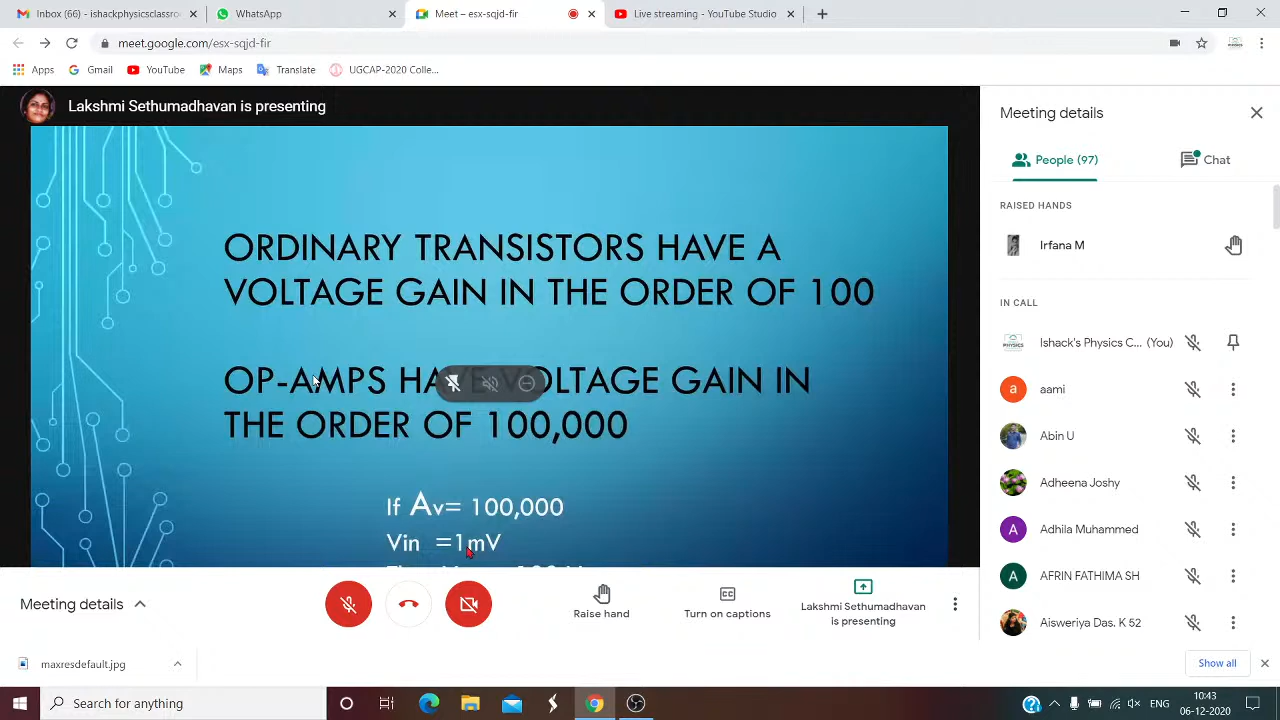 Inbox (66) - ishackphysicsclassro
WhatsApp
Meet – esx-sqjd-fir
Live streaming - YouTube Studio
meet.google.com/esx-sqjd-fir
Apps
Gmail
YouTube
Maps
Translate
UGCAP-2020 Colle...
Lakshmi Sethumadhavan is presenting
ORDINARY TRANSISTORS HAVE A
VOLTAGE GAIN IN THE ORDER OF 100
OP-AMPS HAVE VOLTAGE GAIN IN
THE ORDER OF 100,000
If Av= 100,000
Vin =1mV
Meeting details
People (97)
Chat
RAISED HANDS
Irfana M
IN CALL
Ishack's Physics C... (You)
a aami
Abin U
Adheena Joshy
A Adhila Muhammed
A AFRIN FATHIMA SH
Aisweriya Das. K 52
Meeting details
Raise hand
Turn on captions
Lakshmi Sethumadhavan
is presenting
maxresdefault.jpg
Show all
Search for anything
ENG
10:43
06-12-2020